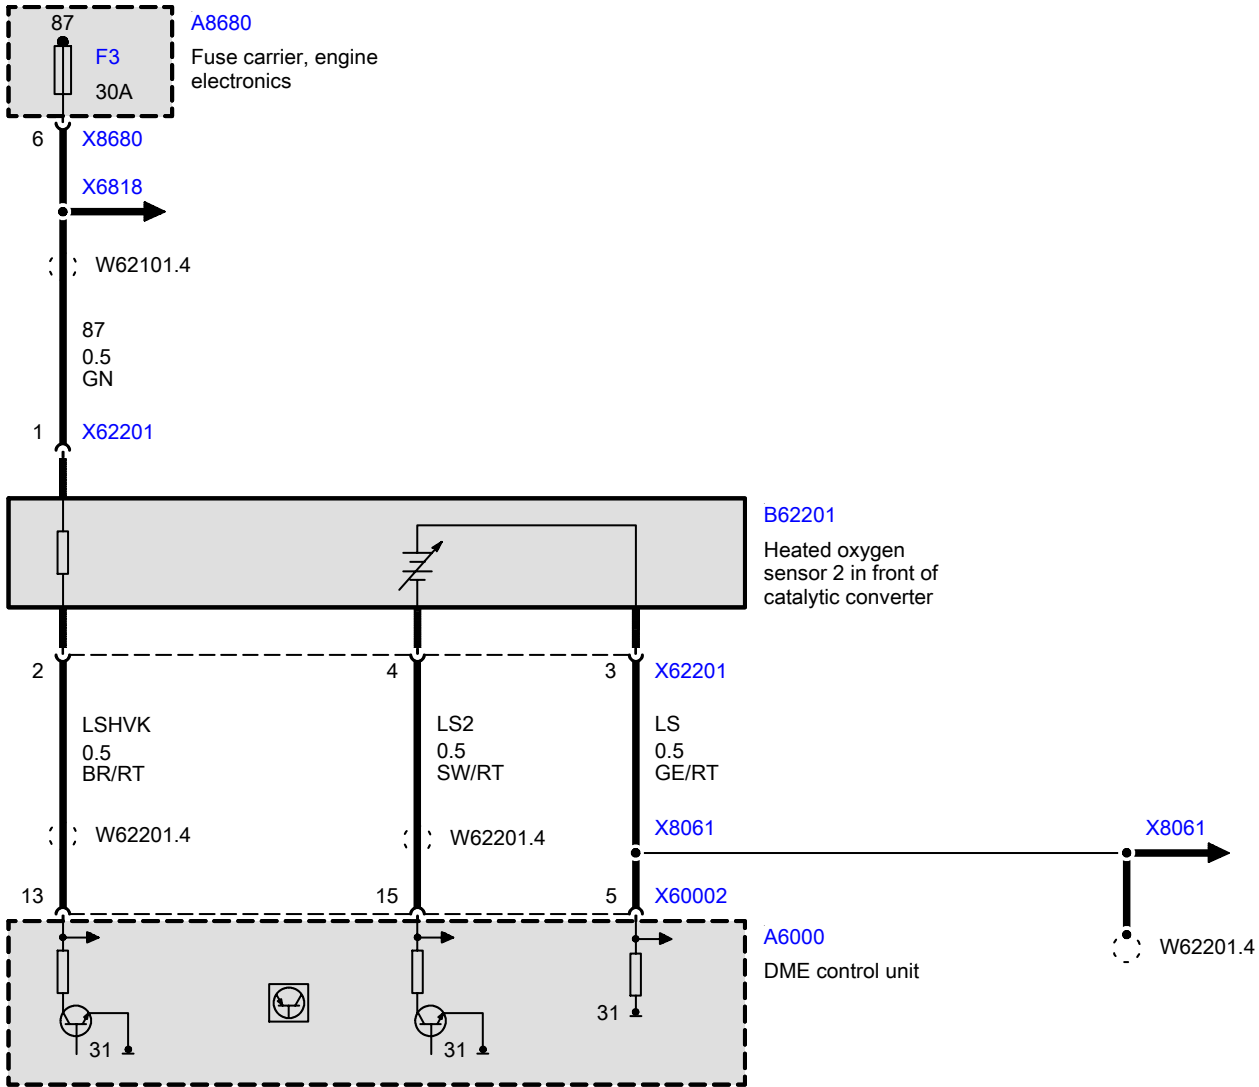 87
A8680
F3
Fuse carrier, engine
electronics
30A
6
X8680
X6818
W62101.4
87
0.5
GN
1
X62201
B62201
Heated oxygen
sensor 2 in front of
catalytic converter
2
4
3
X62201
LSHVK
0.5
BR/RT
LS2
0.5
SW/RT
LS
0.5
GE/RT
W62201.4
W62201.4
X8061
X8061
13
15
5
X60002
A6000
DME control unit
W62201.4
31
31
31